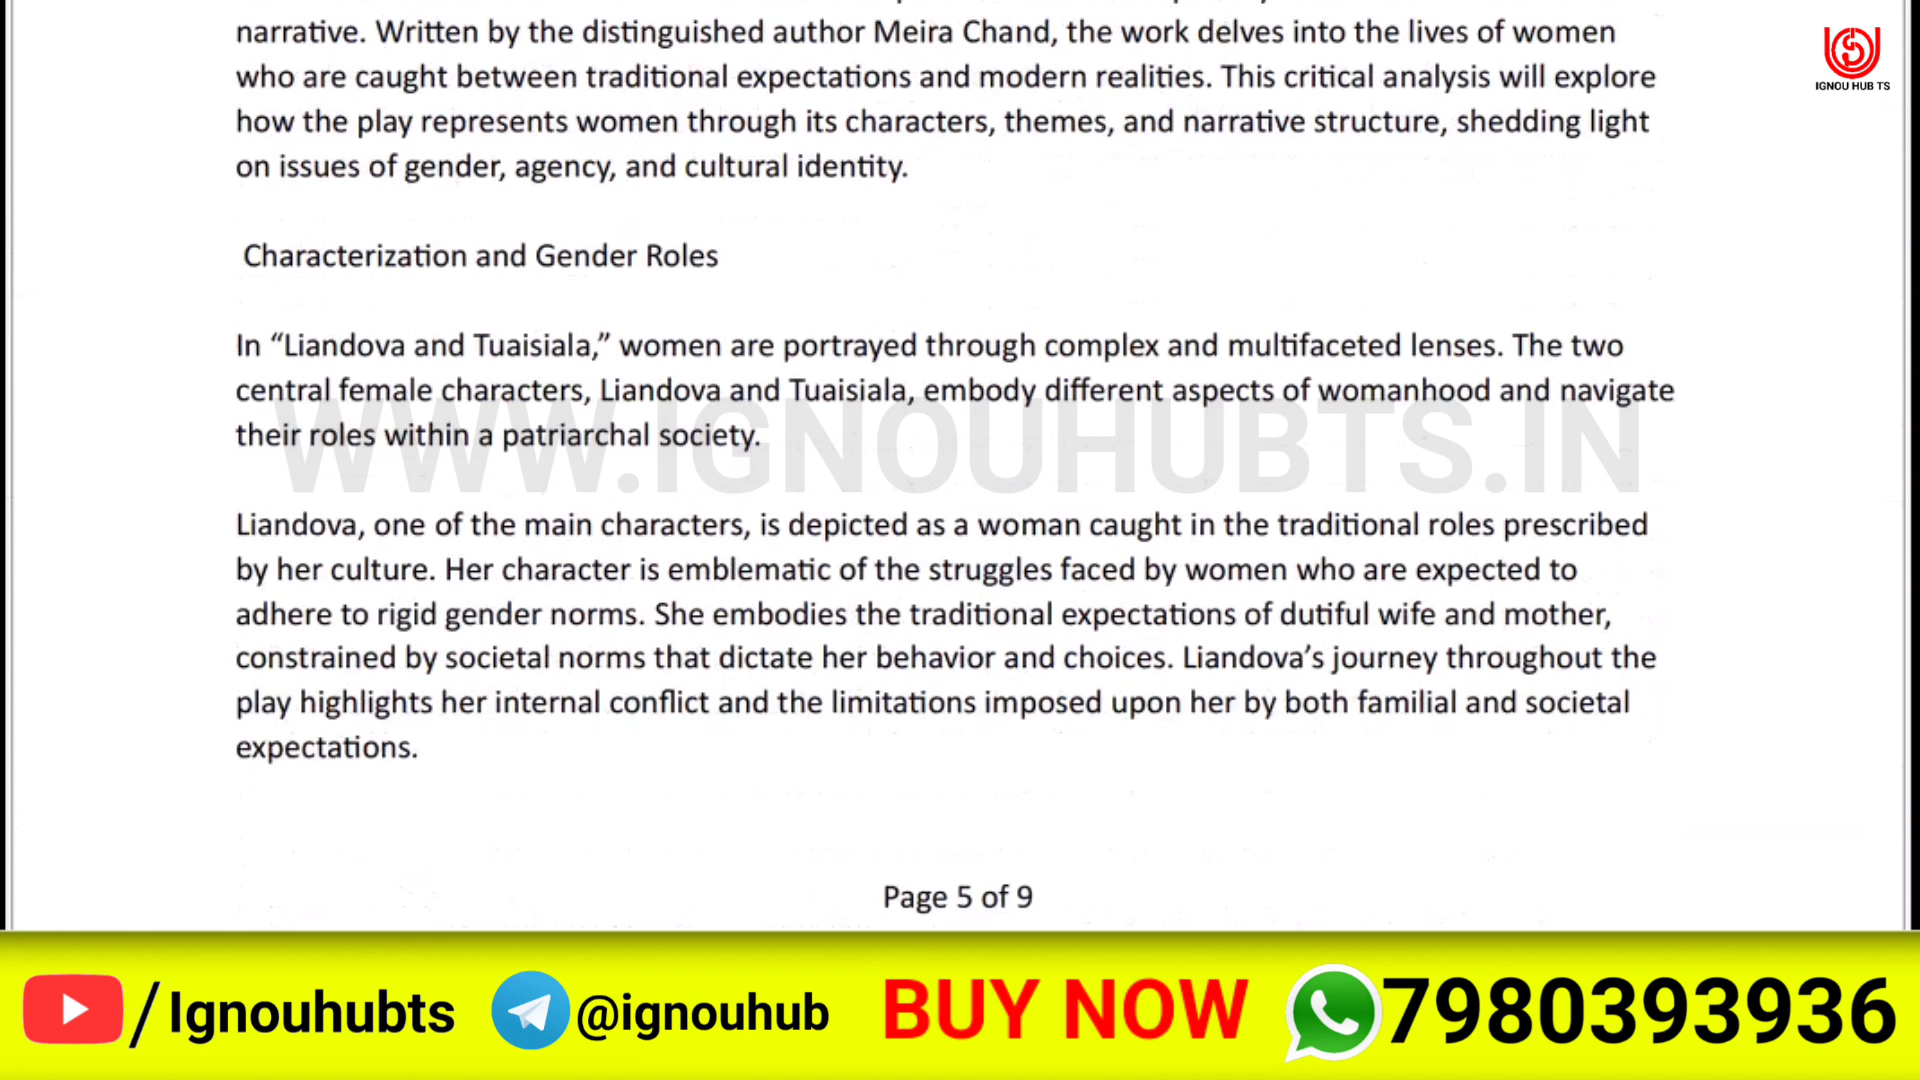 narrative. Written by the distinguished author Meira Chand, the work delves into the lives of women
who are caught between traditional expectations and modern realities. This critical analysis will explore
how the play represents women through its characters, themes, and narrative structure, shedding light
on issues of gender, agency, and cultural identity.
IGNOU HUB TS
Characterization and Gender Roles
In “Liandova and Tuaisiala,” women are portrayed through complex and multifaceted lenses. The two
central female characters, Liandova and Tuaisiala, embody different aspects of womanhood and navigate
their roles within a patriarchal society.
WWW.IGNOUHUBTS.IN
Liandova, one of the main characters, is depicted as a woman caught in the traditional roles prescribed
by her culture. Her character is emblematic of the struggles faced by women who are expected to
adhere to rigid gender norms. She embodies the traditional expectations of dutiful wife and mother,
constrained by societal norms that dictate her behavior and choices. Liandova’s journey throughout the
play highlights her internal conflict and the limitations imposed upon her by both familial and societal
expectations.
Page 5 of 9
/Ignouhubts @ignouhub BUY NOW 7980393936